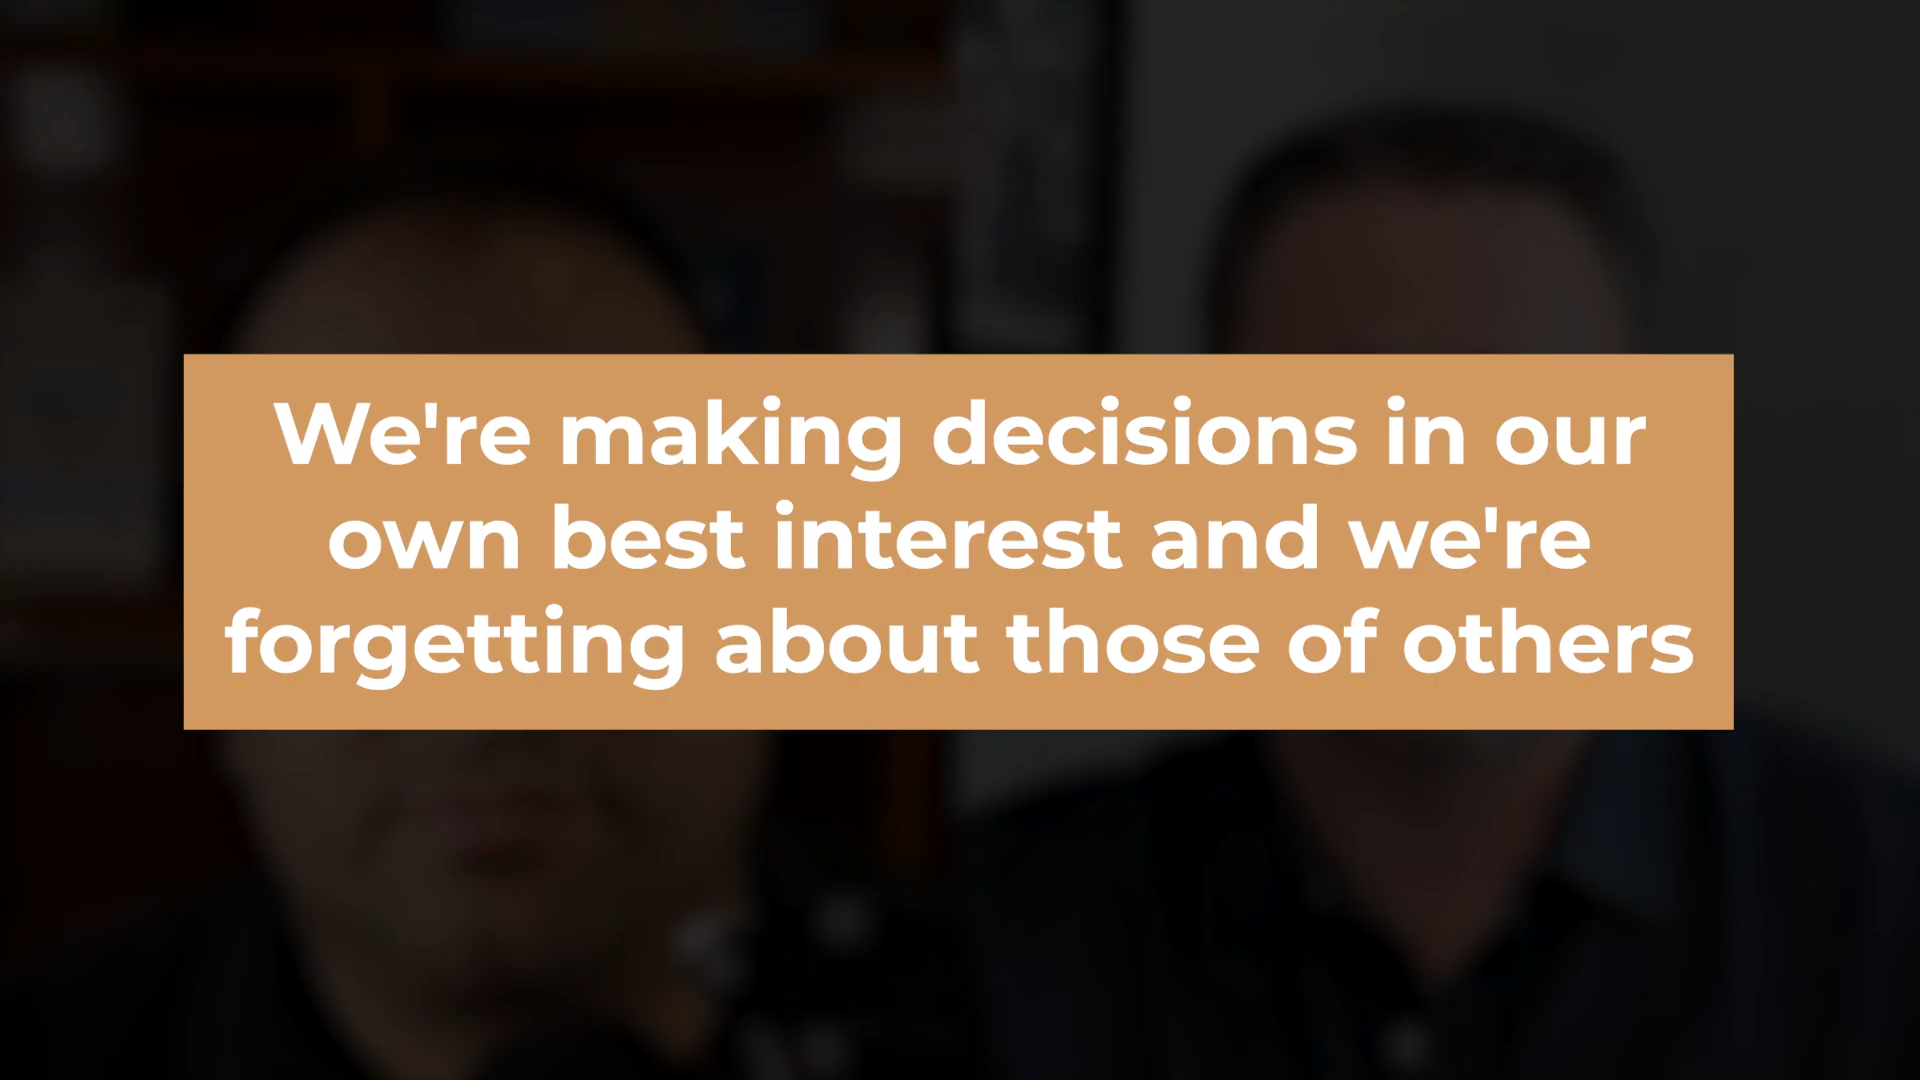 We're making decisions in our
own best interest and we're
forgetting about those of others